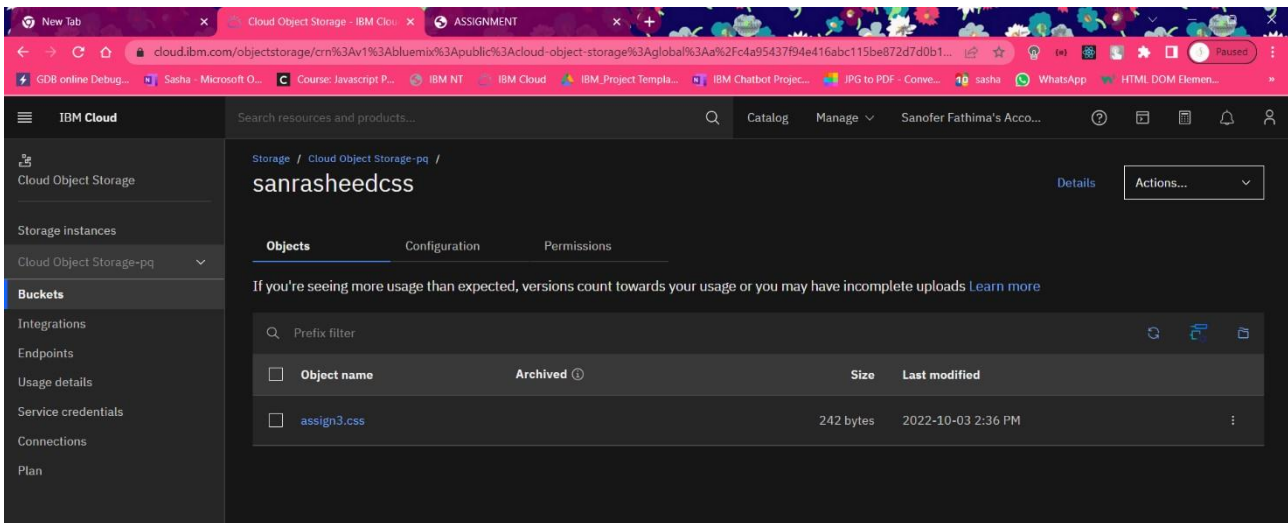 New Tab
Cloud Object Storage - IBM Clou
ASSIGNMENT
cloud.ibm.com/objectstorage/crn%3Av1%3Abluemix%3Apublic%3Acloud-object-storage%3Aglobal%3Aa%2Fc4a95437f94e416abc115be872d7d0b1...
Paused
GDB online Debug... Sasha - Microsoft O... Course: Javascript P... IBM NT IBM Cloud IBM_Project Templa... IBM Chatbot Projec... JPG to PDF - Conve... sasha WhatsApp HTML DOM Elemen...
IBM Cloud
Search resources and products...
Catalog
Manage
Sanofer Fathima's Acco...
Cloud Object Storage
Storage instances
Cloud Object Storage-pq
Buckets
Integrations
Endpoints
Usage details
Service credentials
Connections
Plan
Storage / Cloud Object Storage-pq /
sanrasheedcss
Details
Actions...
Objects Configuration Permissions
If you're seeing more usage than expected, versions count towards your usage or you may have incomplete uploads Learn more
Prefix filter
Object name Archived Size Last modified
assign3.css 242 bytes 2022-10-03 2:36 PM